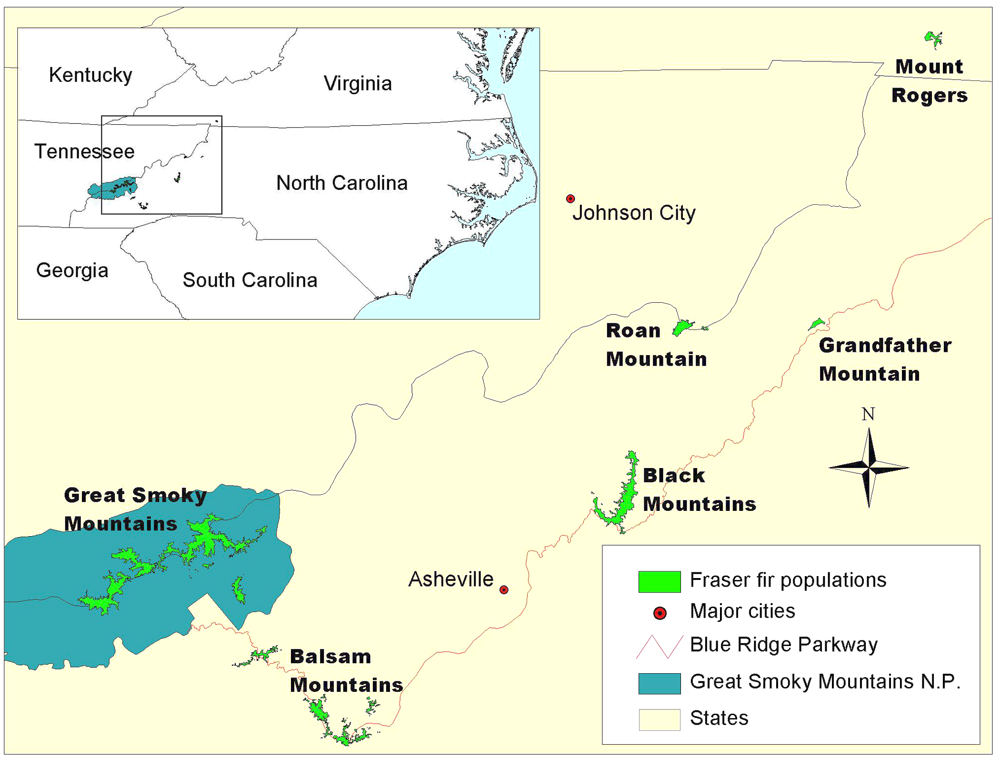 Kentucky
Virginia
Tennessee
North Carolina
Georgia
South Carolina
Mount
Rogers
Johnson City
Roan
Mountain
Grandfather
Mountain
N
Black
Mountains
Great Smoky
Mountains
Asheville
Balsam
Mountains
Fraser fir populations
Major cities
Blue Ridge Parkway
Great Smoky Mountains N.P.
States